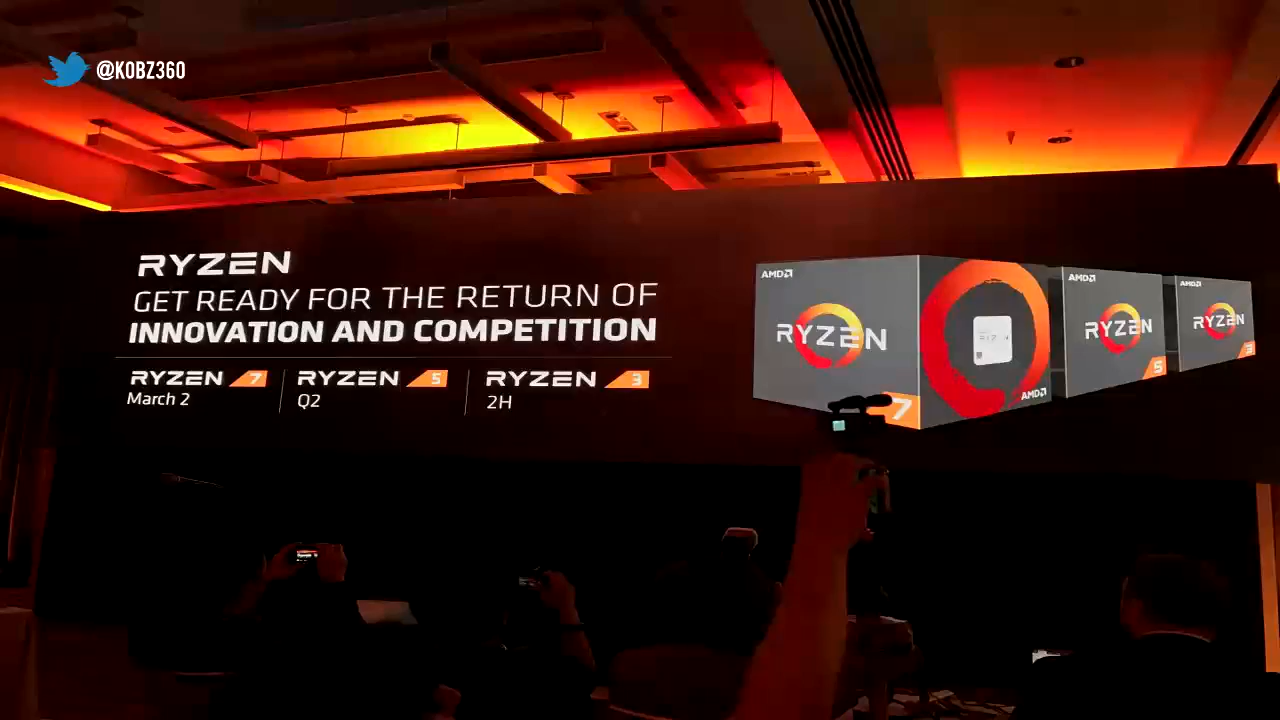 @KOBZ360
RYZEN
GET READY FOR THE RETURN OF
INNOVATION AND COMPETITION
RYZEN 7
March 2
RYZEN 5
Q2
RYZEN 3
2H
AMD
RYZEN
7
AMD
AMD
RYZEN
5
AMD
RYZEN
3